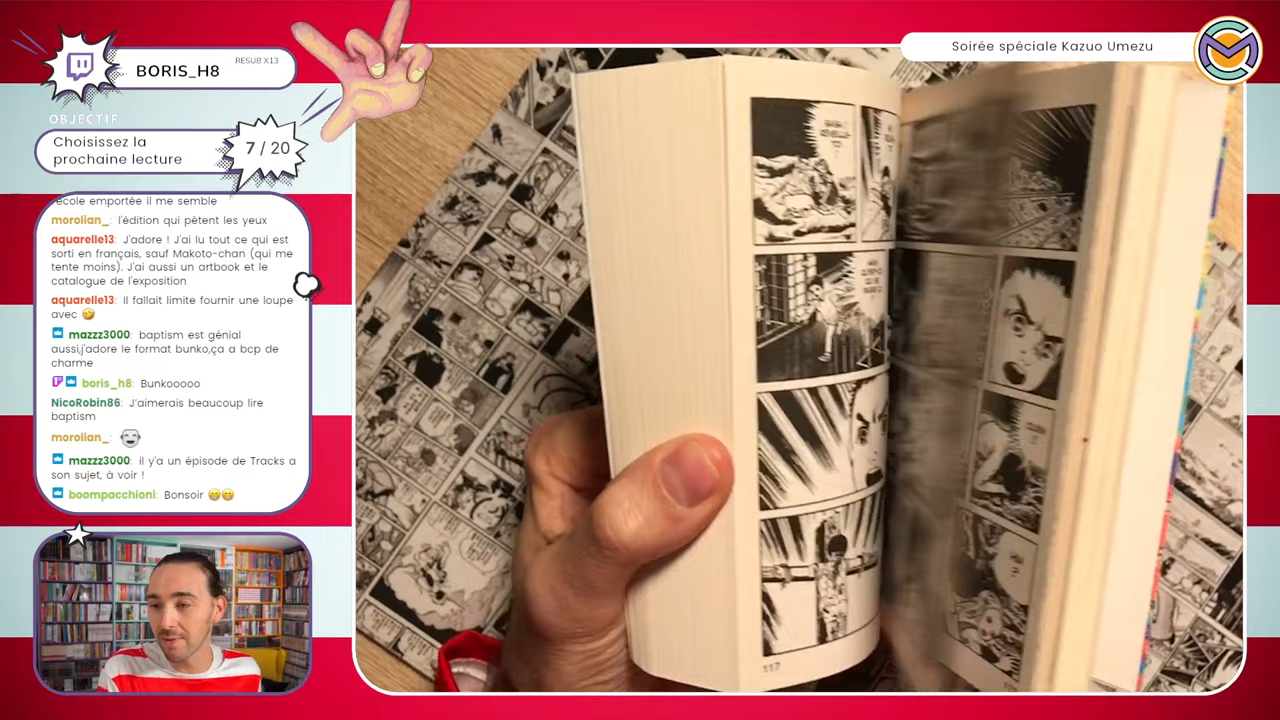 BORIS_H8
RESUB X13
OBJECTIF
Choisissez la
prochaine lecture
7 / 20
Soirée spéciale Kazuo Umezu
école emportée il me semble
morolian_: l'édition qui pètent les yeux
aquarelle13: J'adore ! J'ai lu tout ce qui est
sorti en français, sauf Makoto-chan (qui me
tente moins). J'ai aussi un artbook et le
catalogue de l'exposition
aquarelle13: Il fallait limite fournir une loupe
avec 🤣
mazzz3000: baptism est génial
aussi,j'adore le format bunko,ça a bcp de
charme
boris_h8: Bunkooooo
NicoRobin86: J'aimerais beaucoup lire
baptism
morolian_:
mazzz3000: il y'a un épisode de Tracks a
son sujet, à voir !
boompacchioni: Bonsoir 😁😁
117